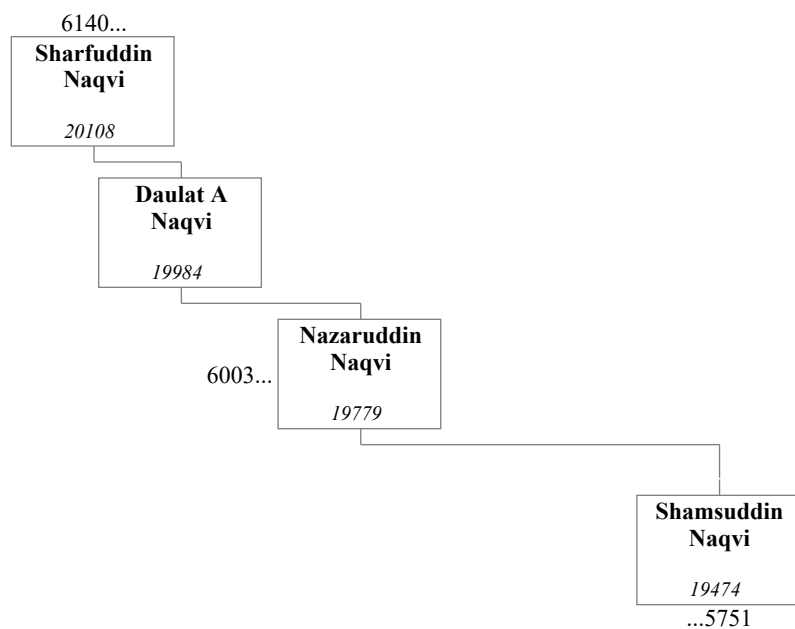 6140...
Sharfuddin
Naqvi
20108
Daulat A
Naqvi
19984
Nazaruddin
Naqvi
6003...
19779
Shamsuddin
Naqvi
19474
...5751